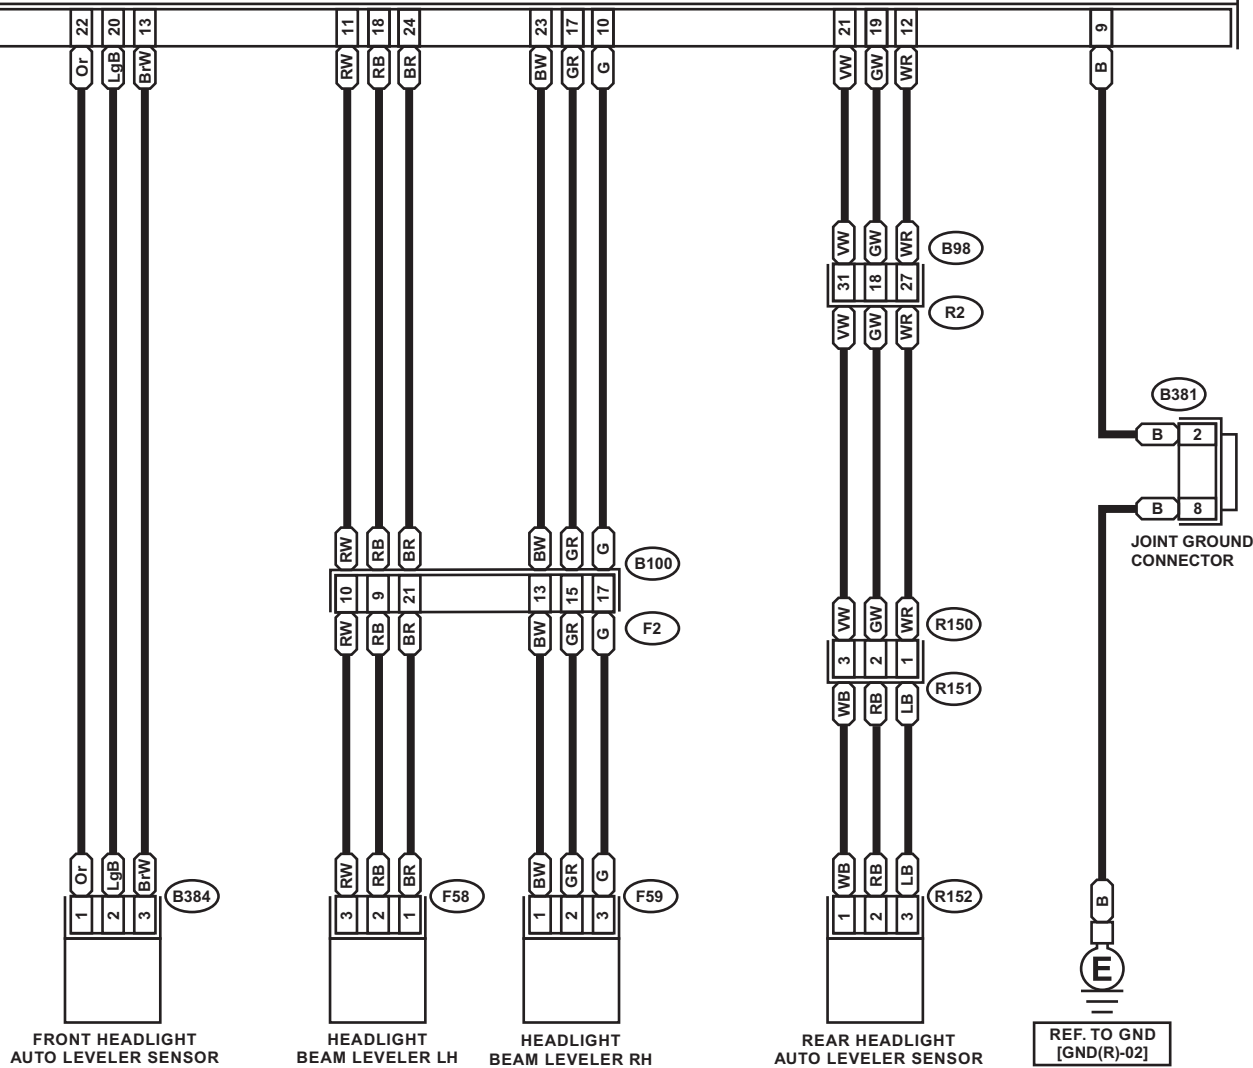 22 20 13 11 18 24 23 17 10 21 19 12 9
Or LgB BrW RW RB BR BW GR G VW GW WR B
VW GW WR B98
31 18 27
R2
VW GW WR
B381
B 2
B 8
JOINT GROUND
CONNECTOR
RW RB BR BW GR G B100
10 9 21 13 15 17
RW RB BR BW GR G F2
VW GW WR R150
3 2 1
R151
WB RB LB
Or LgB BrW RW RB BR BW GR G WB RB LB B
B384 F58 F59 R152
1 2 3 3 2 1 1 2 3 1 2 3
E
FRONT HEADLIGHT
AUTO LEVELER SENSOR
HEADLIGHT
BEAM LEVELER LH
HEADLIGHT
BEAM LEVELER RH
REAR HEADLIGHT
AUTO LEVELER SENSOR
REF. TO GND
[GND(R)-02]